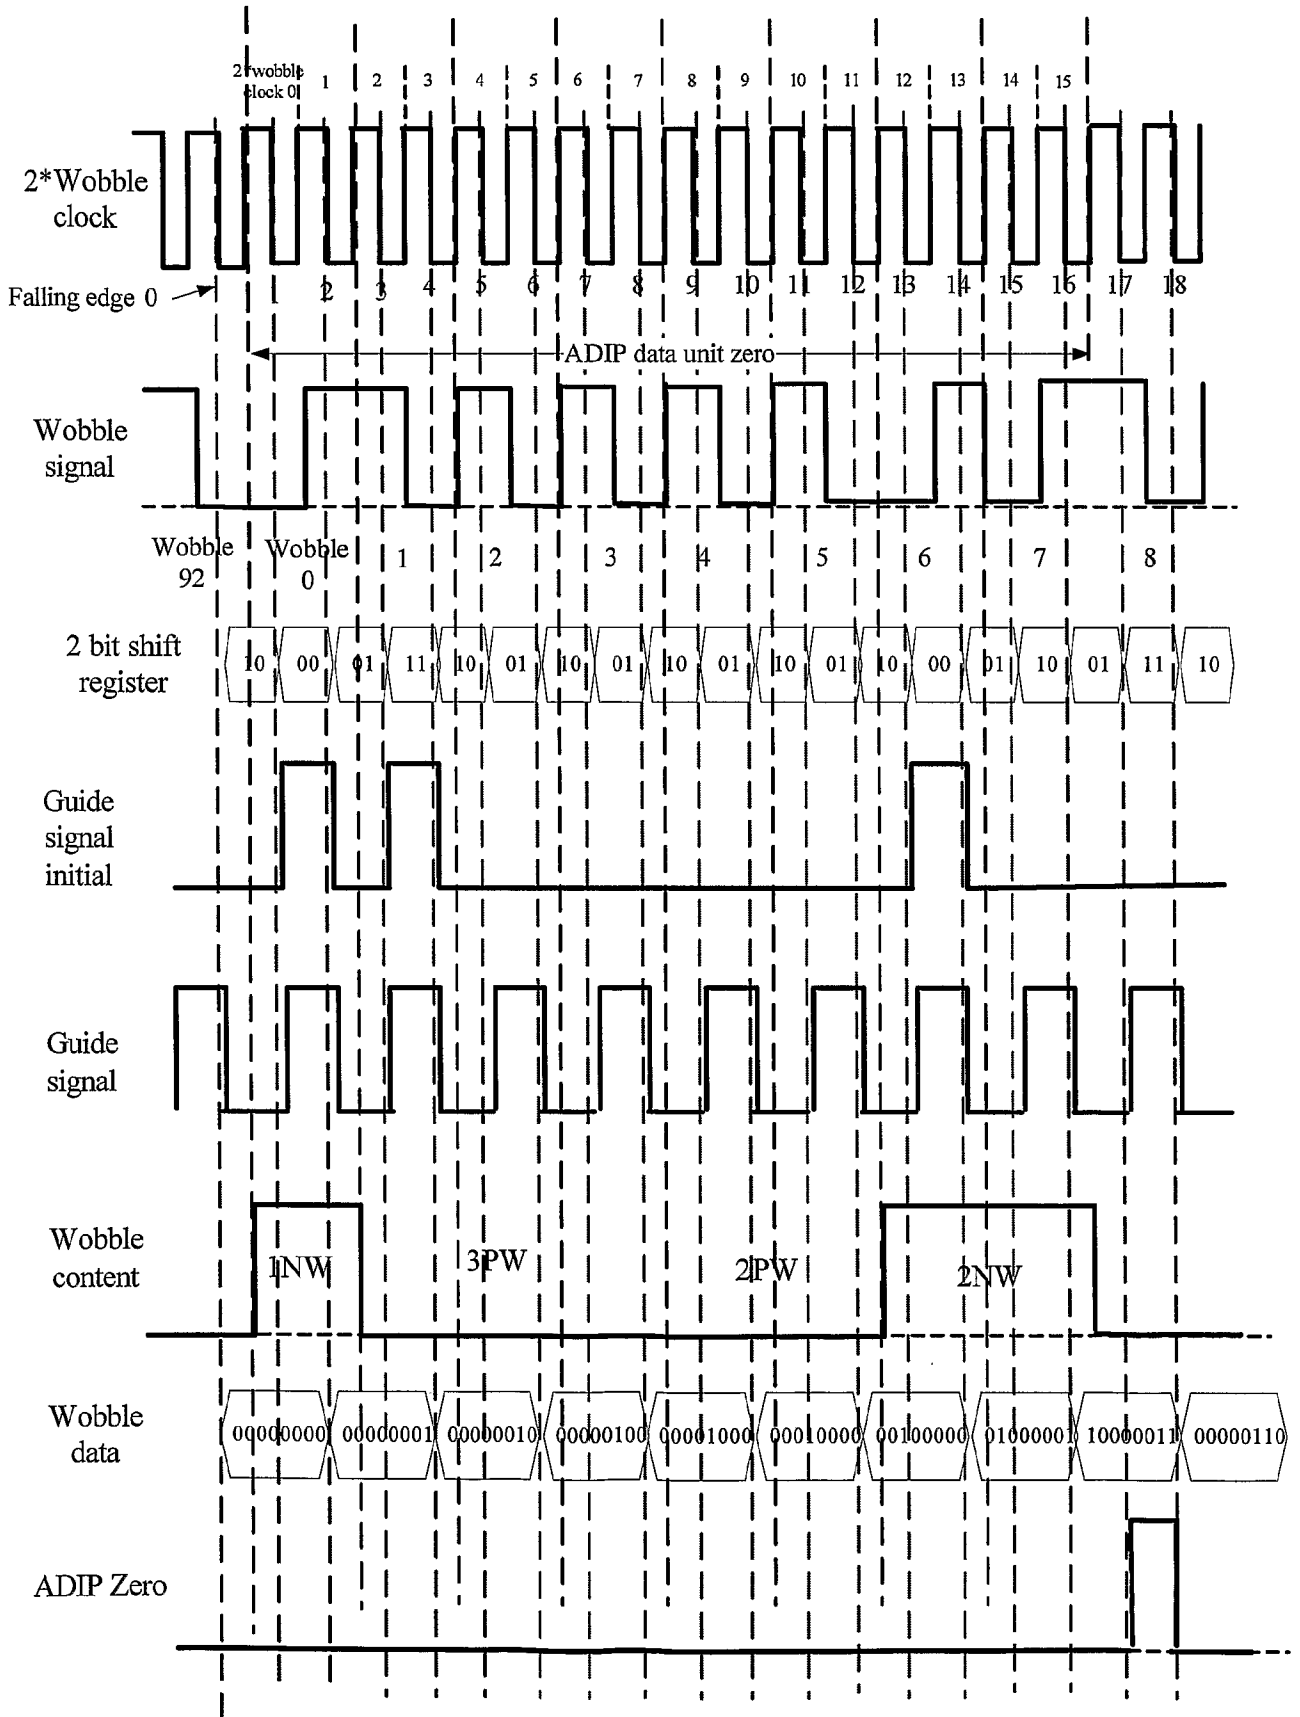 2*wobble
clock 0 1 2 3 4 5 6 7 8 9 10 11 12 13 14 15
2*Wobble
clock
Falling edge 0 1 2 3 4 5 6 7 8 9 10 11 12 13 14 15 16 17 18
ADIP data unit zero
Wobble
signal
Wobble
92
Wobble
0
1 2 3 4 5 6 7 8
2 bit shift
register
10 00 01 11 10 01 10 01 10 01 10 01 10 00 01 10 01 11 10
Guide
signal
initial
Guide
signal
Wobble
content
1NW 3PW 2PW 2NW
Wobble
data
00000000 00000001 00000010 00000100 00001000 00010000 00100000 01000001 10000011 00000110
ADIP Zero